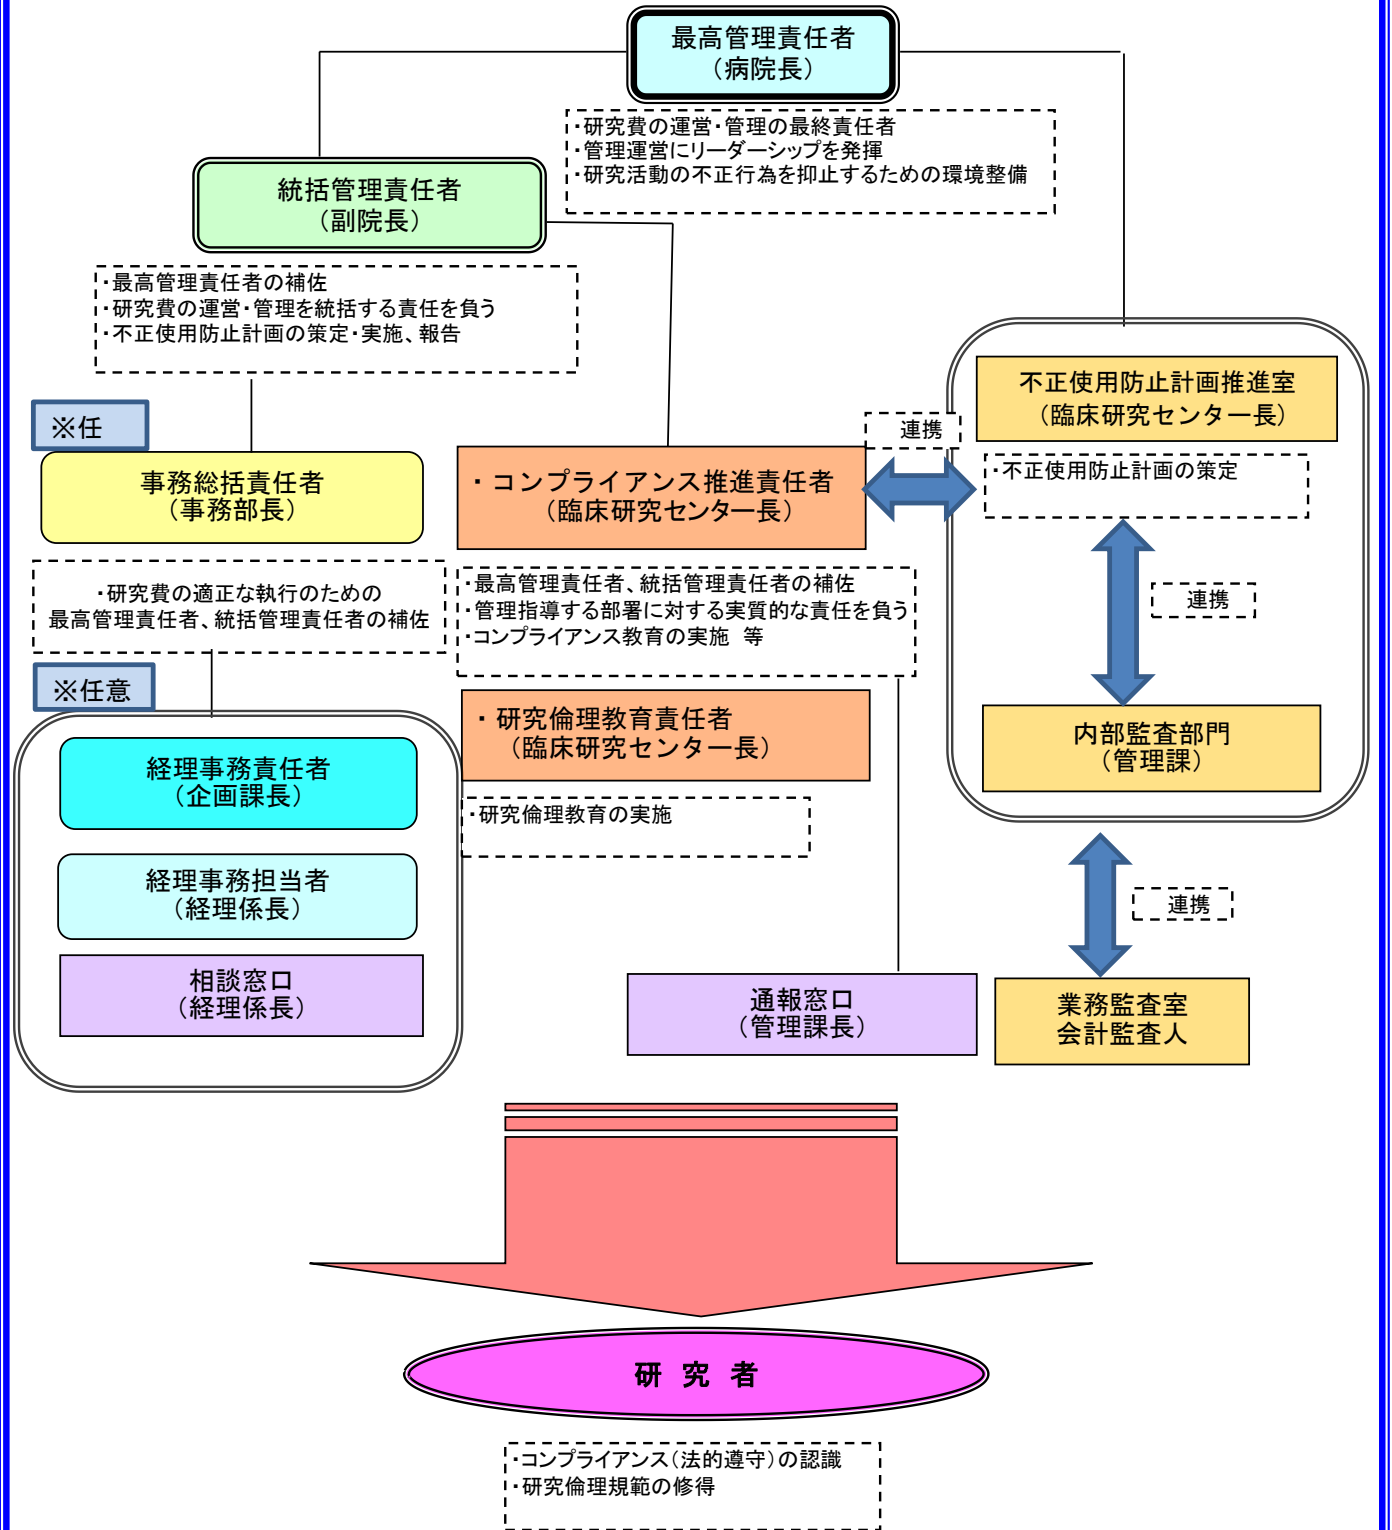 最高管理責任者
（病院長）
・研究費の運営・管理の最終責任者
・管理運営にリーダーシップを発揮
・研究活動の不正行為を抑止するための環境整備
統括管理責任者
（副院長）
・最高管理責任者の補佐
・研究費の運営・管理を統括する責任を負う
・不正使用防止計画の策定・実施、報告
不正使用防止計画推進室
（臨床研究センター長）
・不正使用防止計画の策定
※任
事務総括責任者
（事務部長）
・コンプライアンス推進責任者
（臨床研究センター長）
連携
・研究費の適正な執行のための
最高管理責任者、統括管理責任者の補佐
・最高管理責任者、統括管理責任者の補佐
・管理指導する部署に対する実質的な責任を負う
・コンプライアンス教育の実施　等
連携
※任意
・研究倫理教育責任者
（臨床研究センター長）
・研究倫理教育の実施
内部監査部門
（管理課）
経理事務責任者
（企画課長）
経理事務担当者
（経理係長）
相談窓口
（経理係長）
連携
通報窓口
（管理課長）
業務監査室
会計監査人
研　究　者
・コンプライアンス（法的遵守）の認識
・研究倫理規範の修得